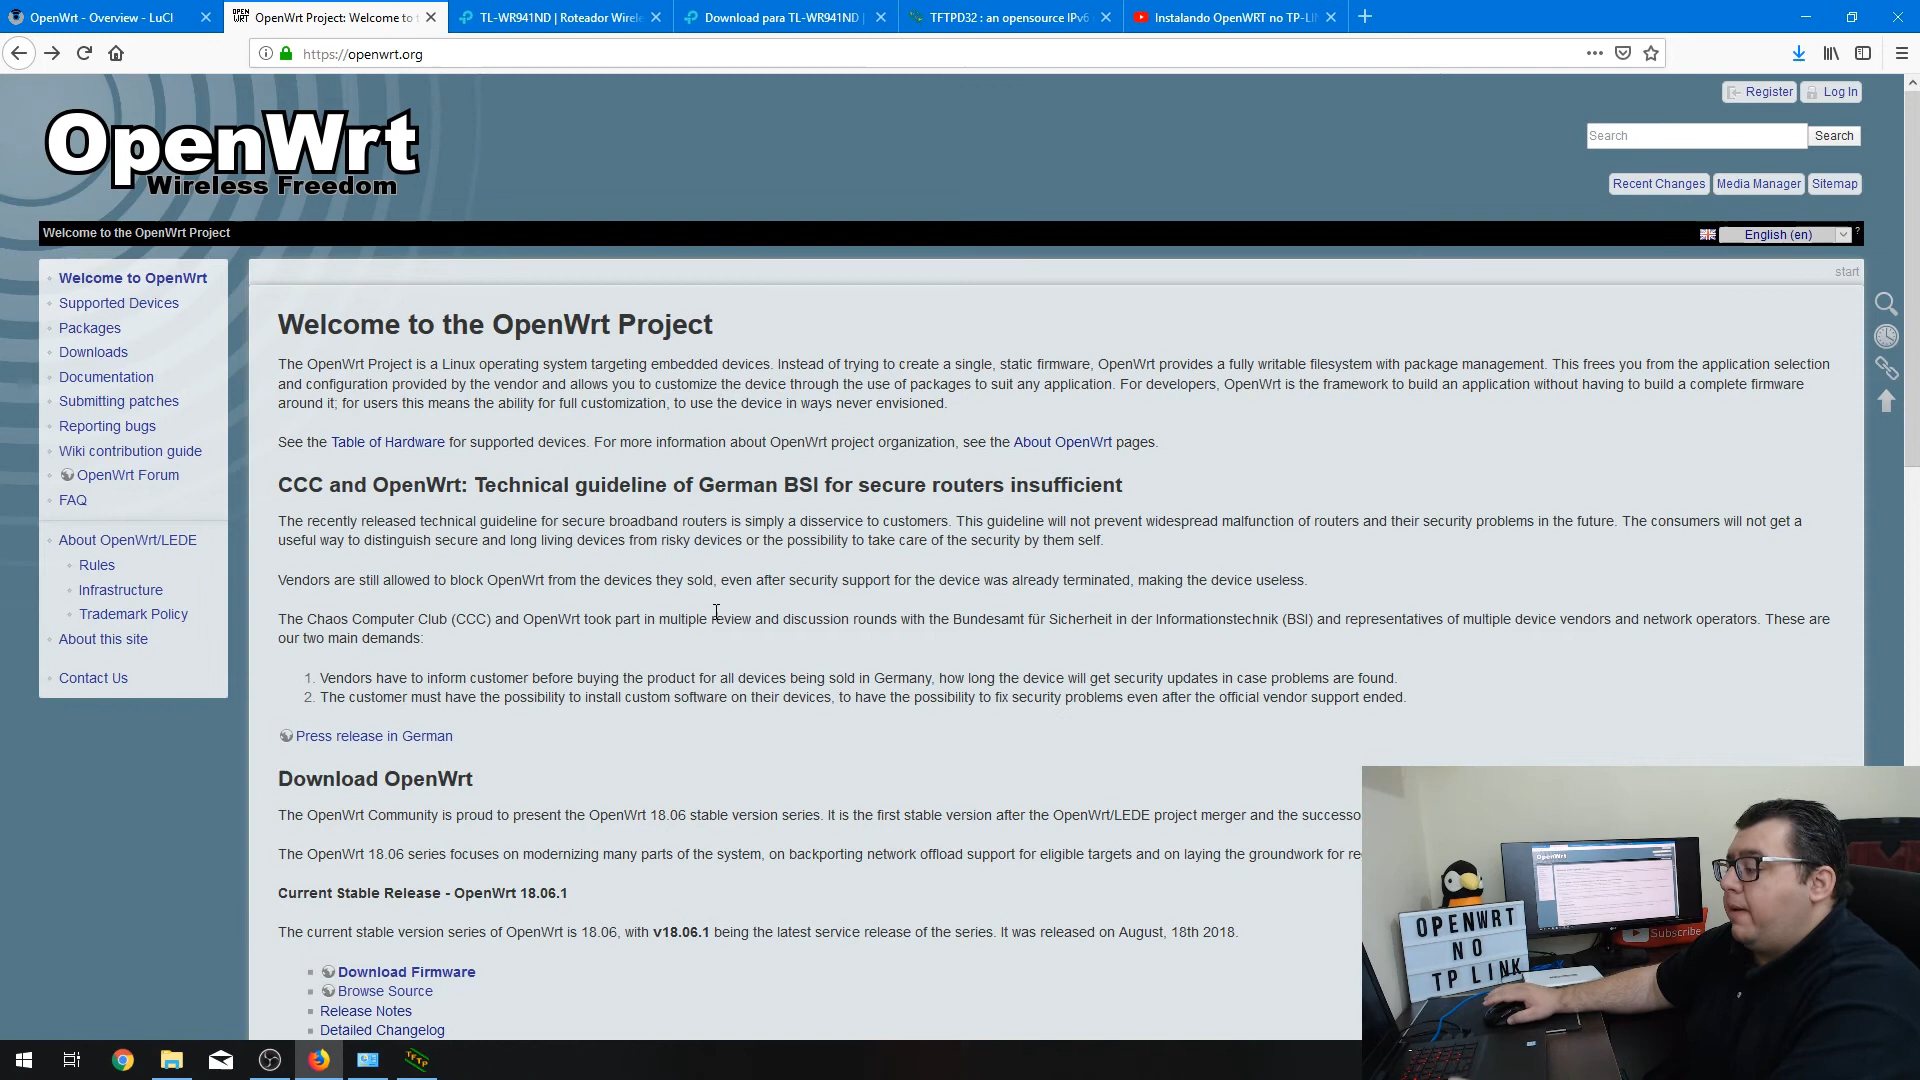 OpenWrt - Overview - LuCI
OpenWrt Project: Welcome to t
TL-WR941ND | Roteador Wirele
Download para TL-WR941ND |
TFTPD32 : an opensource IPv6
Instalando OpenWRT no TP-LI
https://openwrt.org
Register
Log In
OpenWrt
Wireless Freedom
Search
Search
Recent Changes
Media Manager
Sitemap
Welcome to the OpenWrt Project
English (en)
?
Welcome to OpenWrt
Supported Devices
Packages
Downloads
Documentation
Submitting patches
Reporting bugs
Wiki contribution guide
OpenWrt Forum
FAQ
About OpenWrt/LEDE
Rules
Infrastructure
Trademark Policy
About this site
Contact Us
start
Welcome to the OpenWrt Project
The OpenWrt Project is a Linux operating system targeting embedded devices. Instead of trying to create a single, static firmware, OpenWrt provides a fully writable filesystem with package management. This frees you from the application selection
and configuration provided by the vendor and allows you to customize the device through the use of packages to suit any application. For developers, OpenWrt is the framework to build an application without having to build a complete firmware
around it; for users this means the ability for full customization, to use the device in ways never envisioned.
See the Table of Hardware for supported devices. For more information about OpenWrt project organization, see the About OpenWrt pages.
CCC and OpenWrt: Technical guideline of German BSI for secure routers insufficient
The recently released technical guideline for secure broadband routers is simply a disservice to customers. This guideline will not prevent widespread malfunction of routers and their security problems in the future. The consumers will not get a
useful way to distinguish secure and long living devices from risky devices or the possibility to take care of the security by them self.
Vendors are still allowed to block OpenWrt from the devices they sold, even after security support for the device was already terminated, making the device useless.
The Chaos Computer Club (CCC) and OpenWrt took part in multiple review and discussion rounds with the Bundesamt für Sicherheit in der Informationstechnik (BSI) and representatives of multiple device vendors and network operators. These are
our two main demands:
1. Vendors have to inform customer before buying the product for all devices being sold in Germany, how long the device will get security updates in case problems are found.
2. The customer must have the possibility to install custom software on their devices, to have the possibility to fix security problems even after the official vendor support ended.
Press release in German
Download OpenWrt
The OpenWrt Community is proud to present the OpenWrt 18.06 stable version series. It is the first stable version after the OpenWrt/LEDE project merger and the successo
The OpenWrt 18.06 series focuses on modernizing many parts of the system, on backporting network offload support for eligible targets and on laying the groundwork for re
Current Stable Release - OpenWrt 18.06.1
The current stable version series of OpenWrt is 18.06, with v18.06.1 being the latest service release of the series. It was released on August, 18th 2018.
Download Firmware
Browse Source
Release Notes
Detailed Changelog
OPENWRT
NO
TP LINK
OpenWrt
Subscribe
TFTP